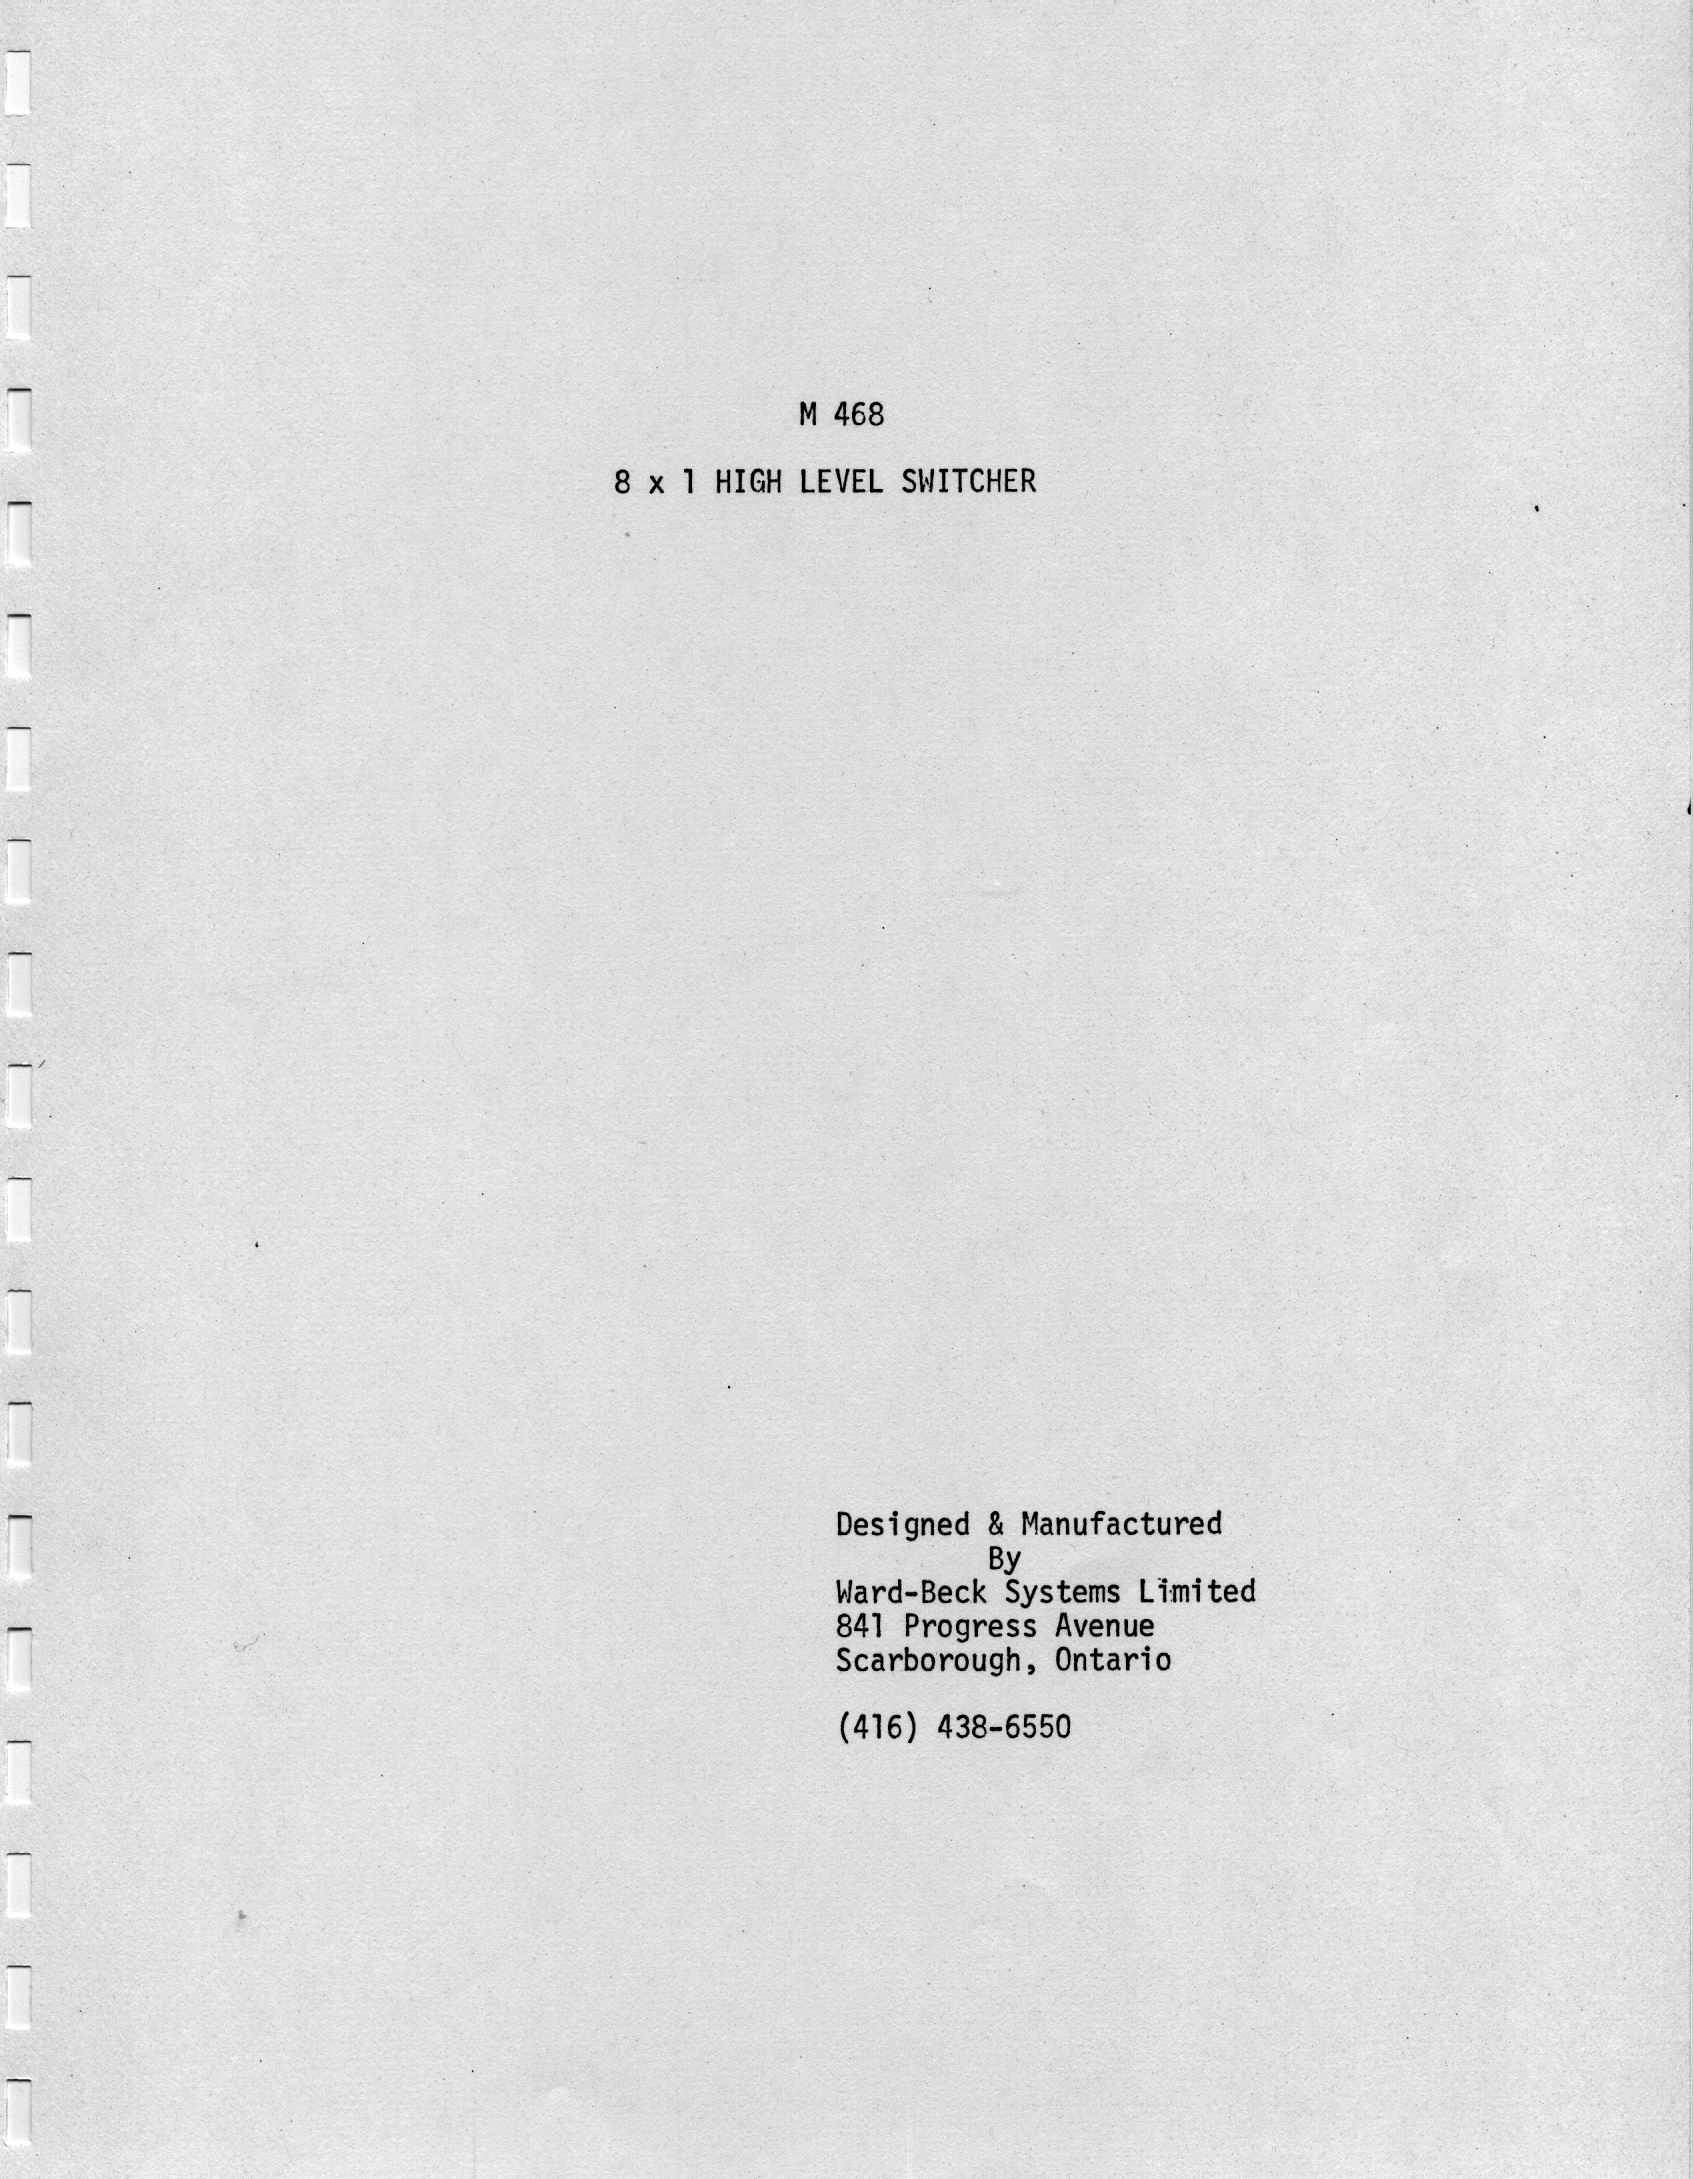 M 468
8 x 1 HIGH LEVEL SWITCHER
Designed & Manufactured
By
Ward-Beck Systems Limited
841 Progress Avenue
Scarborough, Ontario
(416) 438-6550